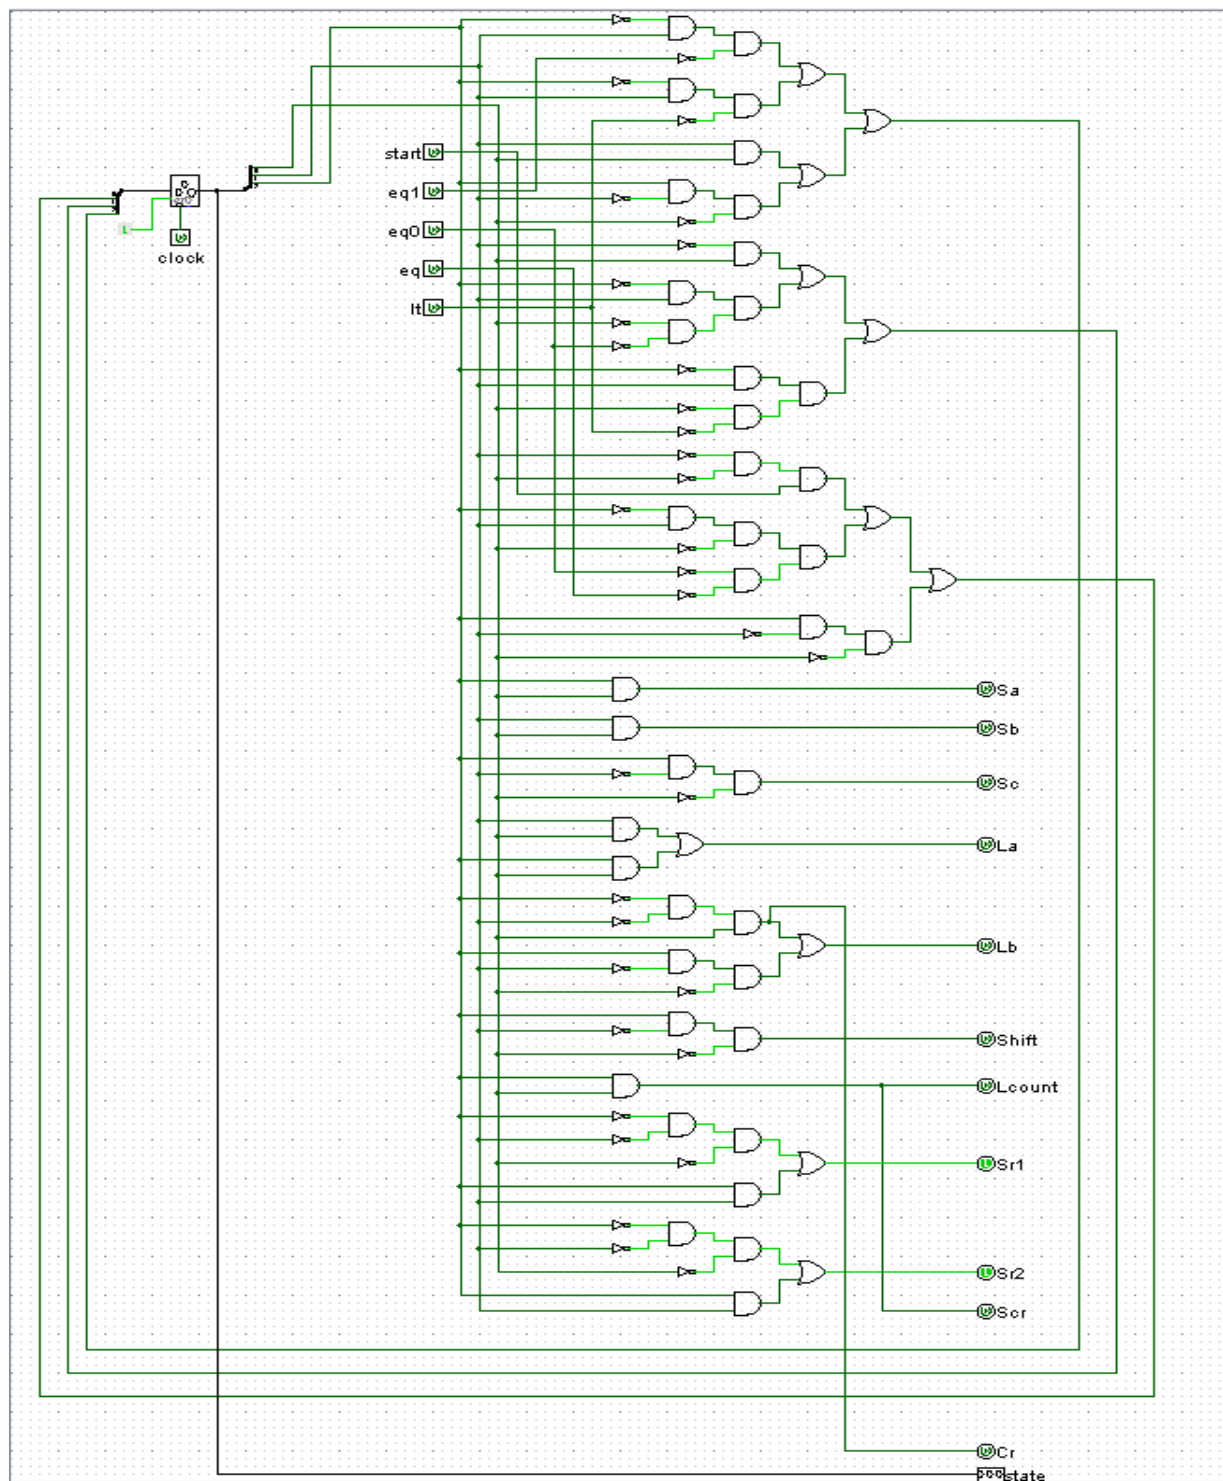 start
eq1
eq0
clock
eq
lt
Sa
Sb
Sc
La
Lb
Shift
Lcount
Sr1
Sr2
Scr
Cr
state